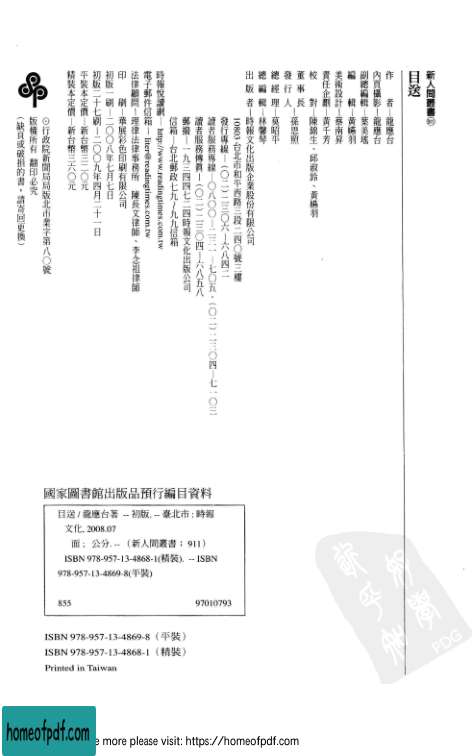 新人間叢書
目送
作者－龍應台
內頁攝影－龍應台
副總編輯－葉美瑤
編輯－黃嬿羽
美術設計－蔡南昇
責任企劃－黃千芳
校對－陳錦生、邱淑鈴、黃嬿羽
董事長
發行人－孫思照
總經理－莫昭平
總編輯－林馨琴
出版者－時報文化出版企業股份有限公司
10803台北市和平西路三段二四〇號三樓
發行專線－(〇二)二三〇六－六八四二
讀者服務專線－〇八〇〇－二三一－七〇五・(〇二)二三〇四－七一〇三
讀者服務傳真－(〇二)二三〇四－六八五八
郵撥－一九三四四七二四時報文化出版公司
信箱－台北郵政七九～九九信箱
時報悅讀網－http://www.readingtimes.com.tw
電子郵件信箱－liter@readingtimes.com.tw
法律顧問－理律法律事務所 陳長文律師、李念祖律師
印刷－華展彩色印刷有限公司
初版一刷－二〇〇八年七月七日
初版二十七刷－二〇〇九年四月二十一日
平裝本定價－新台幣三二〇元
精裝本定價－新台幣三六〇元
⊙行政院新聞局局版北市業字第八〇號
版權所有 翻印必究
(缺頁或破損的書，請寄回更換)
國家圖書館出版品預行編目資料
目送 / 龍應台著 -- 初版. -- 臺北市：時報
文化, 2008.07
面； 公分. -- （新人間叢書； 911）
ISBN 978-957-13-4868-1(精裝). -- ISBN
978-957-13-4869-8(平裝)
855 97010793
ISBN 978-957-13-4869-8（平裝）
ISBN 978-957-13-4868-1（精裝）
Printed in Taiwan
PDG
homeofpdf.com
e more please visit: https://homeofpdf.com